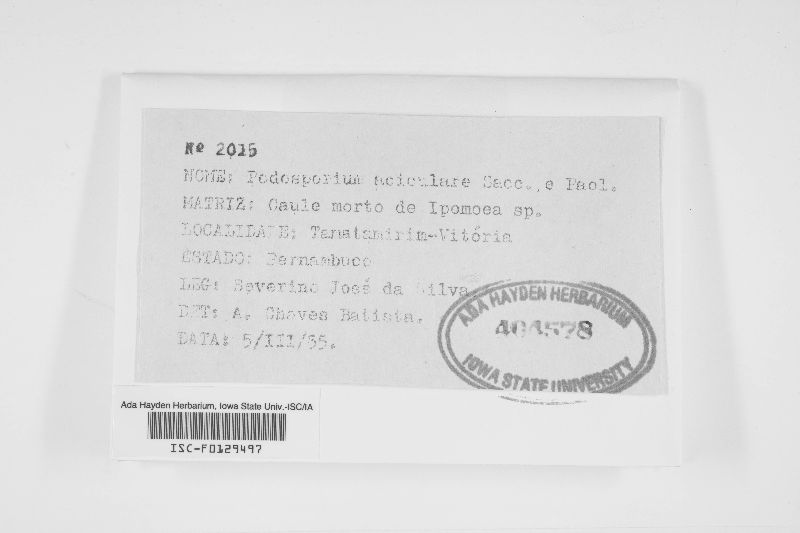 Nº 2015
NOME: Podosporium aciculare Sacc., e Paol.
MATRIZ: Caule morto de Ipomoea sp.
LOCALIDADE: Vitória
ESTADO: Pernambuco
LEG: Severino José da Silva
DET: A. Chaves Batista.
DATA: 5/III/55.
ADA HAYDEN HERBARIUM
404578
IOWA STATE UNIVERSITY
Ada Hayden Herbarium, Iowa State Univ.-ISC/IA
ISC-F0129497